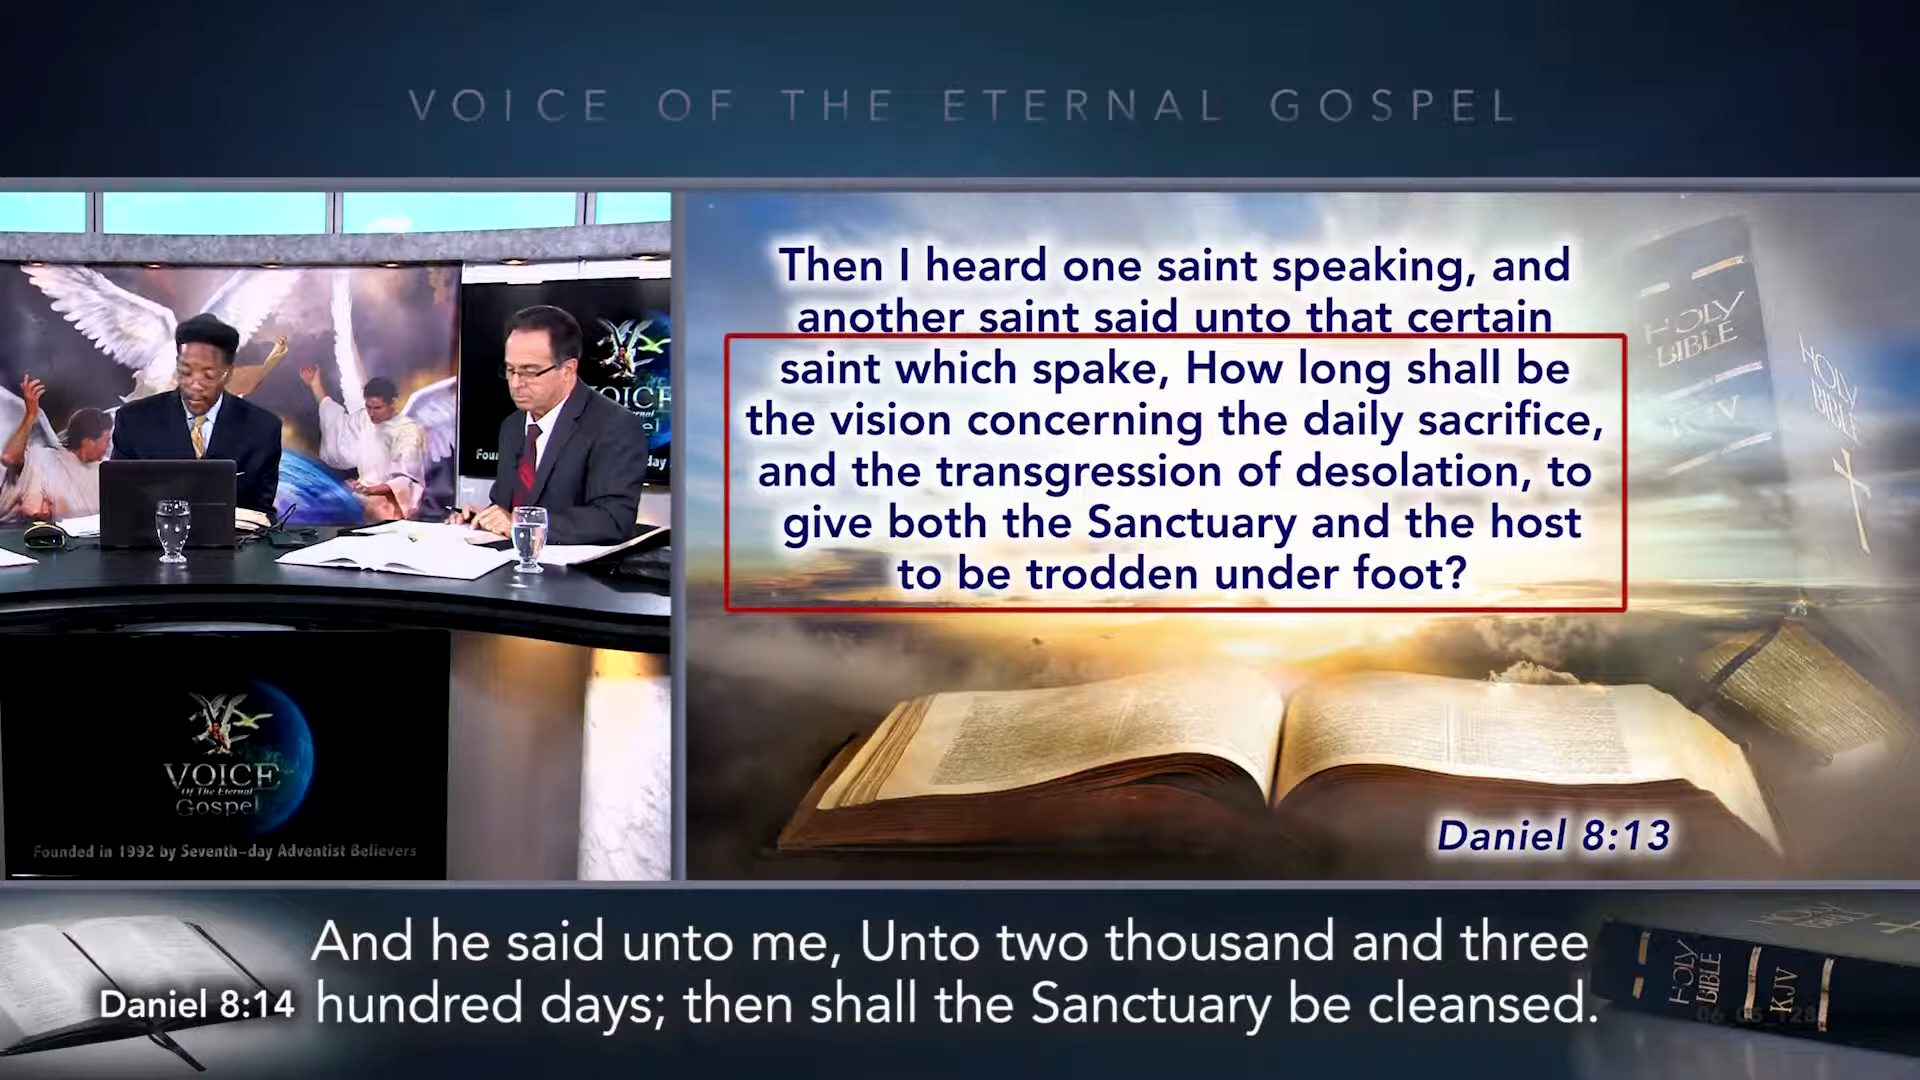 VOICE OF THE ETERNAL GOSPEL
Then I heard one saint speaking, and
another saint said unto that certain
saint which spake, How long shall be
the vision concerning the daily sacrifice,
and the transgression of desolation, to
give both the Sanctuary and the host
to be trodden under foot?
Daniel 8:13
HOLY
BIBLE
KJV
HOLY
BIBLE
VOICE
Of The Eternal
Gospel
Founded in 1992 by Seventh-day Adventist Believers
And he said unto me, Unto two thousand and three
Daniel 8:14 hundred days; then shall the Sanctuary be cleansed.
HOLY
BIBLE
KJV